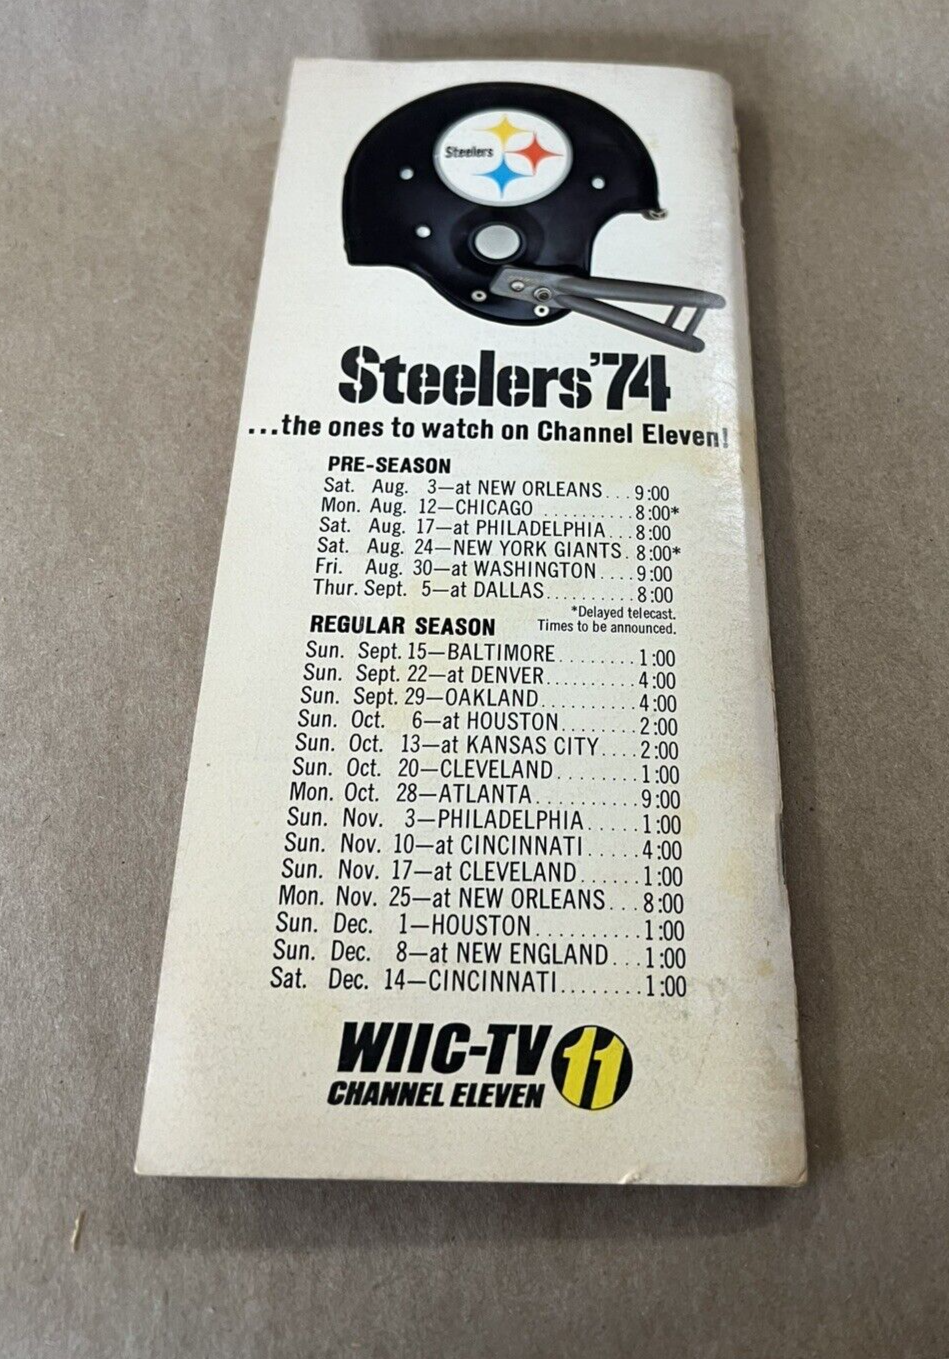 Steelers
Steelers'74
...the ones to watch on Channel Eleven!
PRE-SEASON
Sat. Aug. 3—at NEW ORLEANS...9:00
Mon. Aug. 12—CHICAGO ..........8:00*
Sat. Aug. 17—at PHILADELPHIA...8:00
Sat. Aug. 24—NEW YORK GIANTS.8:00*
Fri. Aug. 30—at WASHINGTON....9:00
Thur. Sept. 5—at DALLAS..........8:00
*Delayed telecast.
Times to be announced.
REGULAR SEASON
Sun. Sept. 15—BALTIMORE........1:00
Sun. Sept. 22—at DENVER.........4:00
Sun. Sept. 29—OAKLAND..........4:00
Sun. Oct. 6—at HOUSTON........2:00
Sun. Oct. 13—at KANSAS CITY....2:00
Sun. Oct. 20—CLEVELAND........1:00
Mon. Oct. 28—ATLANTA..........9:00
Sun. Nov. 3—PHILADELPHIA.....1:00
Sun. Nov. 10—at CINCINNATI.....4:00
Sun. Nov. 17—at CLEVELAND......1:00
Mon. Nov. 25—at NEW ORLEANS...8:00
Sun. Dec. 1—HOUSTON..........1:00
Sun. Dec. 8—at NEW ENGLAND...1:00
Sat. Dec. 14—CINCINNATI........1:00
WIIC-TV 11
CHANNEL ELEVEN